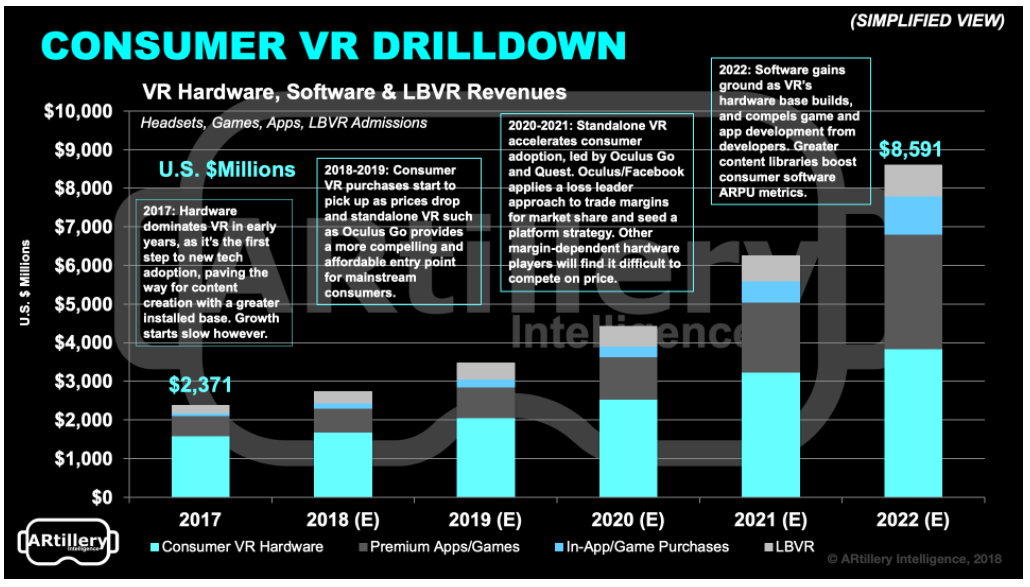 (SIMPLIFIED VIEW)
CONSUMER VR DRILLDOWN
VR Hardware, Software & LBVR Revenues
Headsets, Games, Apps, LBVR Admissions
U.S. $Millions
2017: Hardware
dominates VR in early
years, as it's the first
step to new tech
adoption, paving the
way for content
creation with a greater
installed base. Growth
starts slow however.
2018-2019: Consumer
VR purchases start to
pick up as prices drop
and standalone VR such
as Oculus Go provides
a more compelling and
affordable entry point
for mainstream
consumers.
2020-2021: Standalone VR
accelerates consumer
adoption, led by Oculus Go
and Quest. Oculus/Facebook
applies a loss leader
approach to trade margins
for market share and seed a
platform strategy. Other
margin-dependent hardware
players will find it difficult to
compete on price.
2022: Software gains
ground as VR's
hardware base builds,
and compels game and
app development from
developers. Greater
content libraries boost
consumer software
ARPU metrics.
$2,371
$8,591
U.S. $ Millions
$10,000
$9,000
$8,000
$7,000
$6,000
$5,000
$4,000
$3,000
$2,000
$1,000
$0
2017
2018 (E)
2019 (E)
2020 (E)
2021 (E)
2022 (E)
Consumer VR Hardware
Premium Apps/Games
In-App/Game Purchases
LBVR
ARtillery
Intelligence
ARtillery
Intelligence
© ARtillery Intelligence, 2018